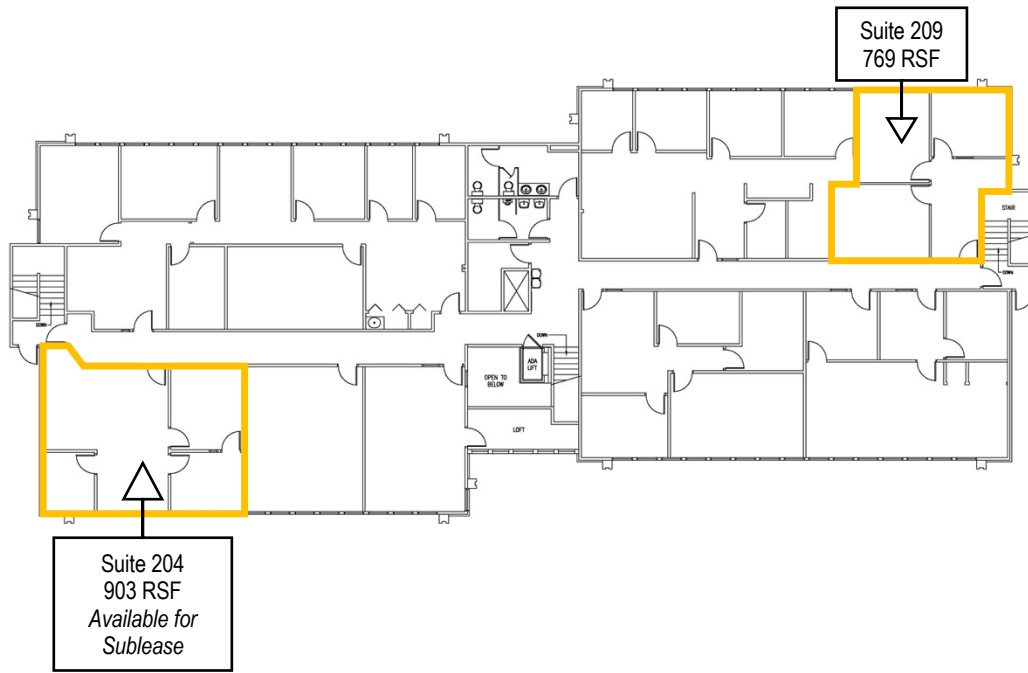 Suite 209
769 RSF
STAIR
DOWN
DOWN
DOWN
ADA
LIFT
OPEN TO
BELOW
LOFT
Suite 204
903 RSF
Available for
Sublease